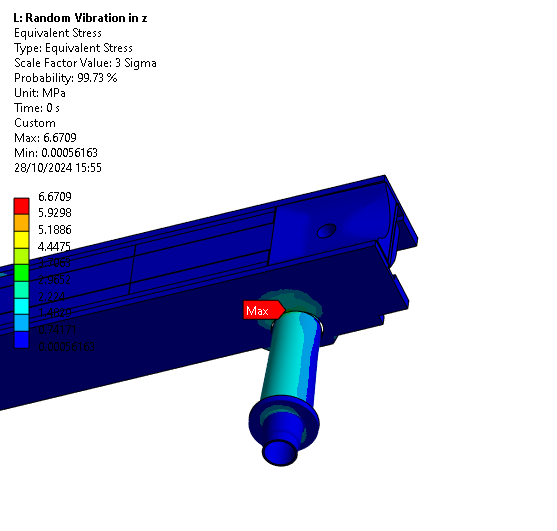 L: Random Vibration in z
Equivalent Stress
Type: Equivalent Stress
Scale Factor Value: 3 Sigma
Probability: 99.73 %
Unit: MPa
Time: 0 s
Custom
Max: 6.6709
Min: 0.00056163
28/10/2024 15:55
6.6709
5.9298
5.1886
4.4475
0.00056163
Max